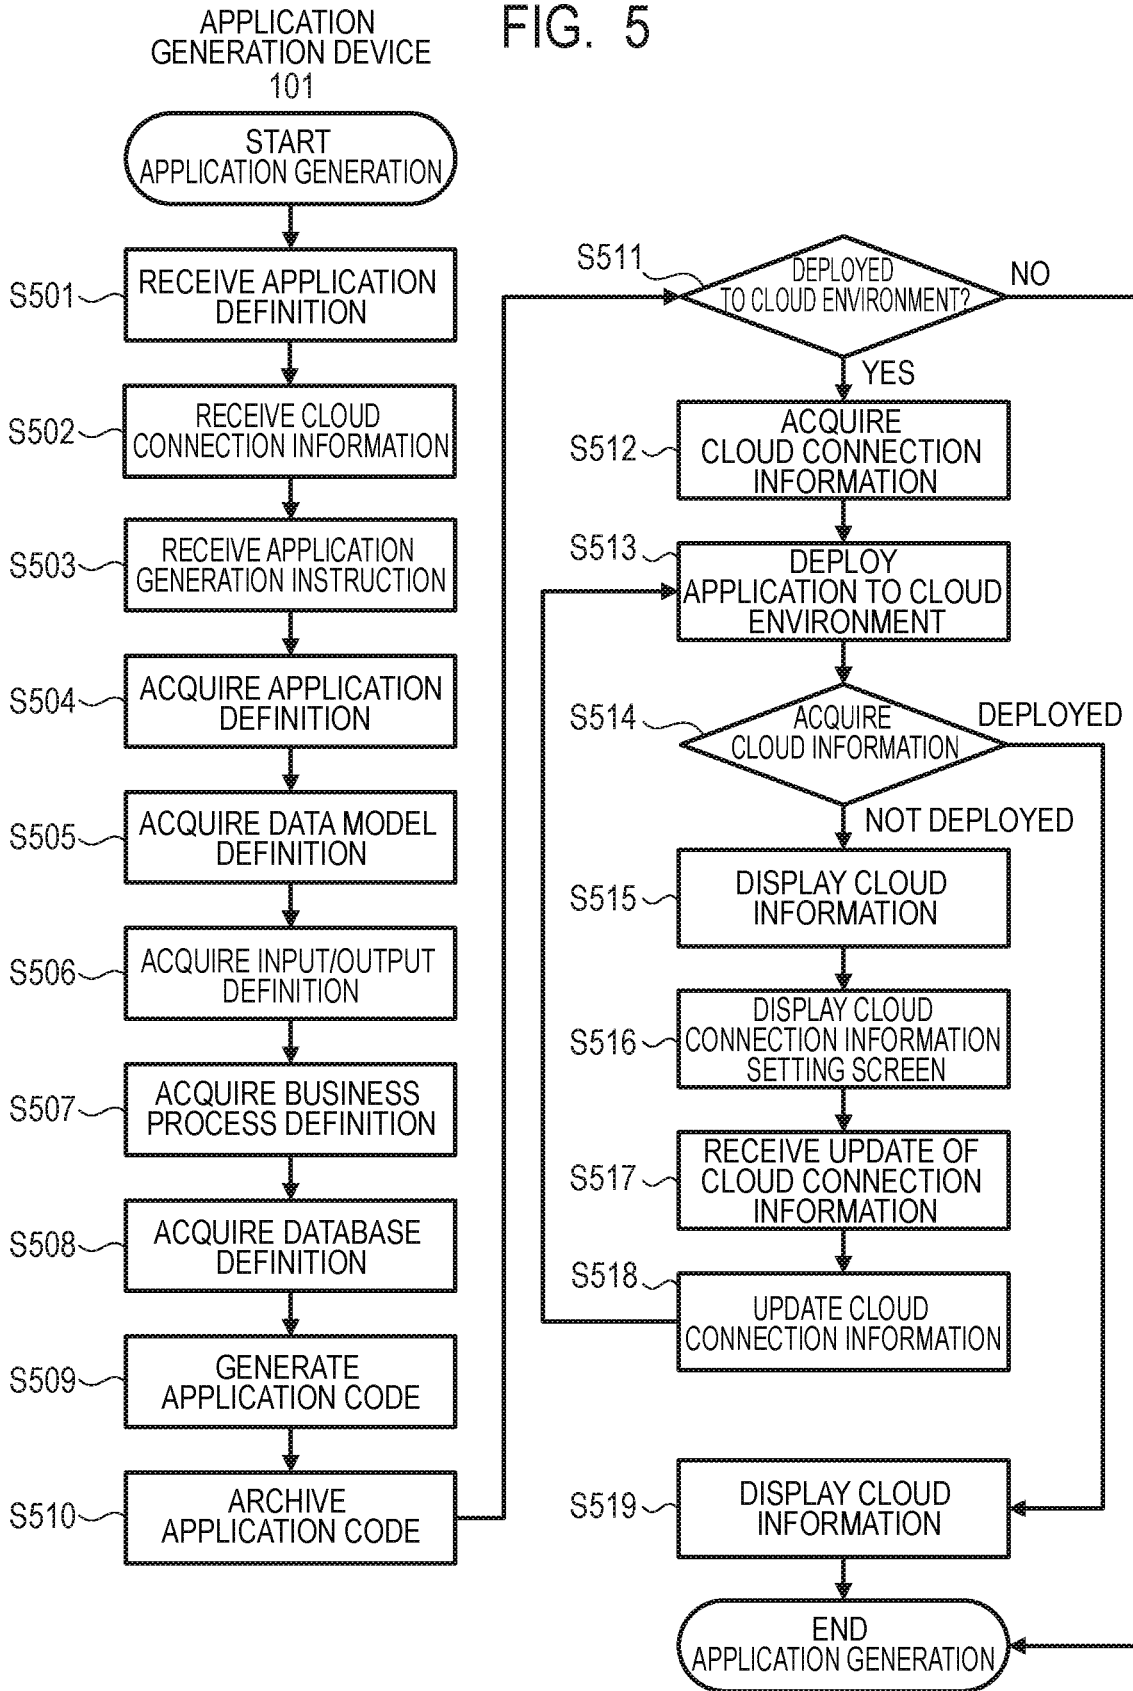 FIG. 5
APPLICATION
GENERATION DEVICE
101
START
APPLICATION GENERATION
S501
RECEIVE APPLICATION
DEFINITION
S502
RECEIVE CLOUD
CONNECTION INFORMATION
S503
RECEIVE APPLICATION
GENERATION INSTRUCTION
S504
ACQUIRE APPLICATION
DEFINITION
S505
ACQUIRE DATA MODEL
DEFINITION
S506
ACQUIRE INPUT/OUTPUT
DEFINITION
S507
ACQUIRE BUSINESS
PROCESS DEFINITION
S508
ACQUIRE DATABASE
DEFINITION
S509
GENERATE
APPLICATION CODE
S510
ARCHIVE
APPLICATION CODE
S511
DEPLOYED
TO CLOUD ENVIRONMENT?
NO
YES
S512
ACQUIRE
CLOUD CONNECTION
INFORMATION
S513
DEPLOY
APPLICATION TO CLOUD
ENVIRONMENT
S514
ACQUIRE
CLOUD INFORMATION
DEPLOYED
NOT DEPLOYED
S515
DISPLAY CLOUD
INFORMATION
S516
DISPLAY CLOUD
CONNECTION INFORMATION
SETTING SCREEN
S517
RECEIVE UPDATE OF
CLOUD CONNECTION
INFORMATION
S518
UPDATE CLOUD
CONNECTION INFORMATION
S519
DISPLAY CLOUD
INFORMATION
END
APPLICATION GENERATION